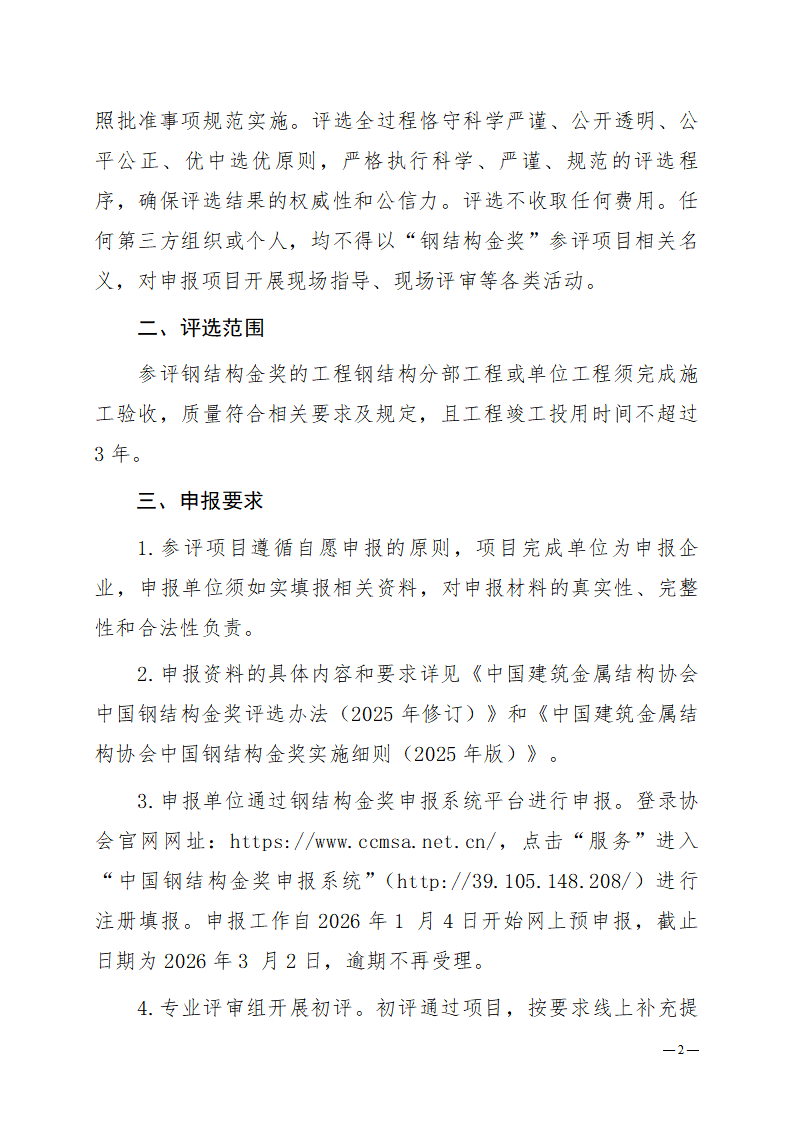 照批准事项规范实施。评选全过程恪守科学严谨、公开透明、公
平公正、优中选优原则，严格执行科学、严谨、规范的评选程
序，确保评选结果的权威性和公信力。评选不收取任何费用。任
何第三方组织或个人，均不得以“钢结构金奖”参评项目相关名
义，对申报项目开展现场指导、现场评审等各类活动。
二、评选范围
参评钢结构金奖的工程钢结构分部工程或单位工程须完成施
工验收，质量符合相关要求及规定，且工程竣工投用时间不超过
3 年。
三、申报要求
1.参评项目遵循自愿申报的原则，项目完成单位为申报企
业，申报单位须如实填报相关资料，对申报材料的真实性、完整
性和合法性负责。
2.申报资料的具体内容和要求详见《中国建筑金属结构协会
中国钢结构金奖评选办法（2025 年修订）》和《中国建筑金属结
构协会中国钢结构金奖实施细则（2025 年版）》。
3.申报单位通过钢结构金奖申报系统平台进行申报。登录协
会官网网址：https://www.ccmsa.net.cn/，点击“服务”进入
“中国钢结构金奖申报系统”（http://39.105.148.208/）进行
注册填报。申报工作自 2026 年 1 月 4 日开始网上预申报，截止
日期为 2026 年 3 月 2 日，逾期不再受理。
4.专业评审组开展初评。初评通过项目，按要求线上补充提
—2—